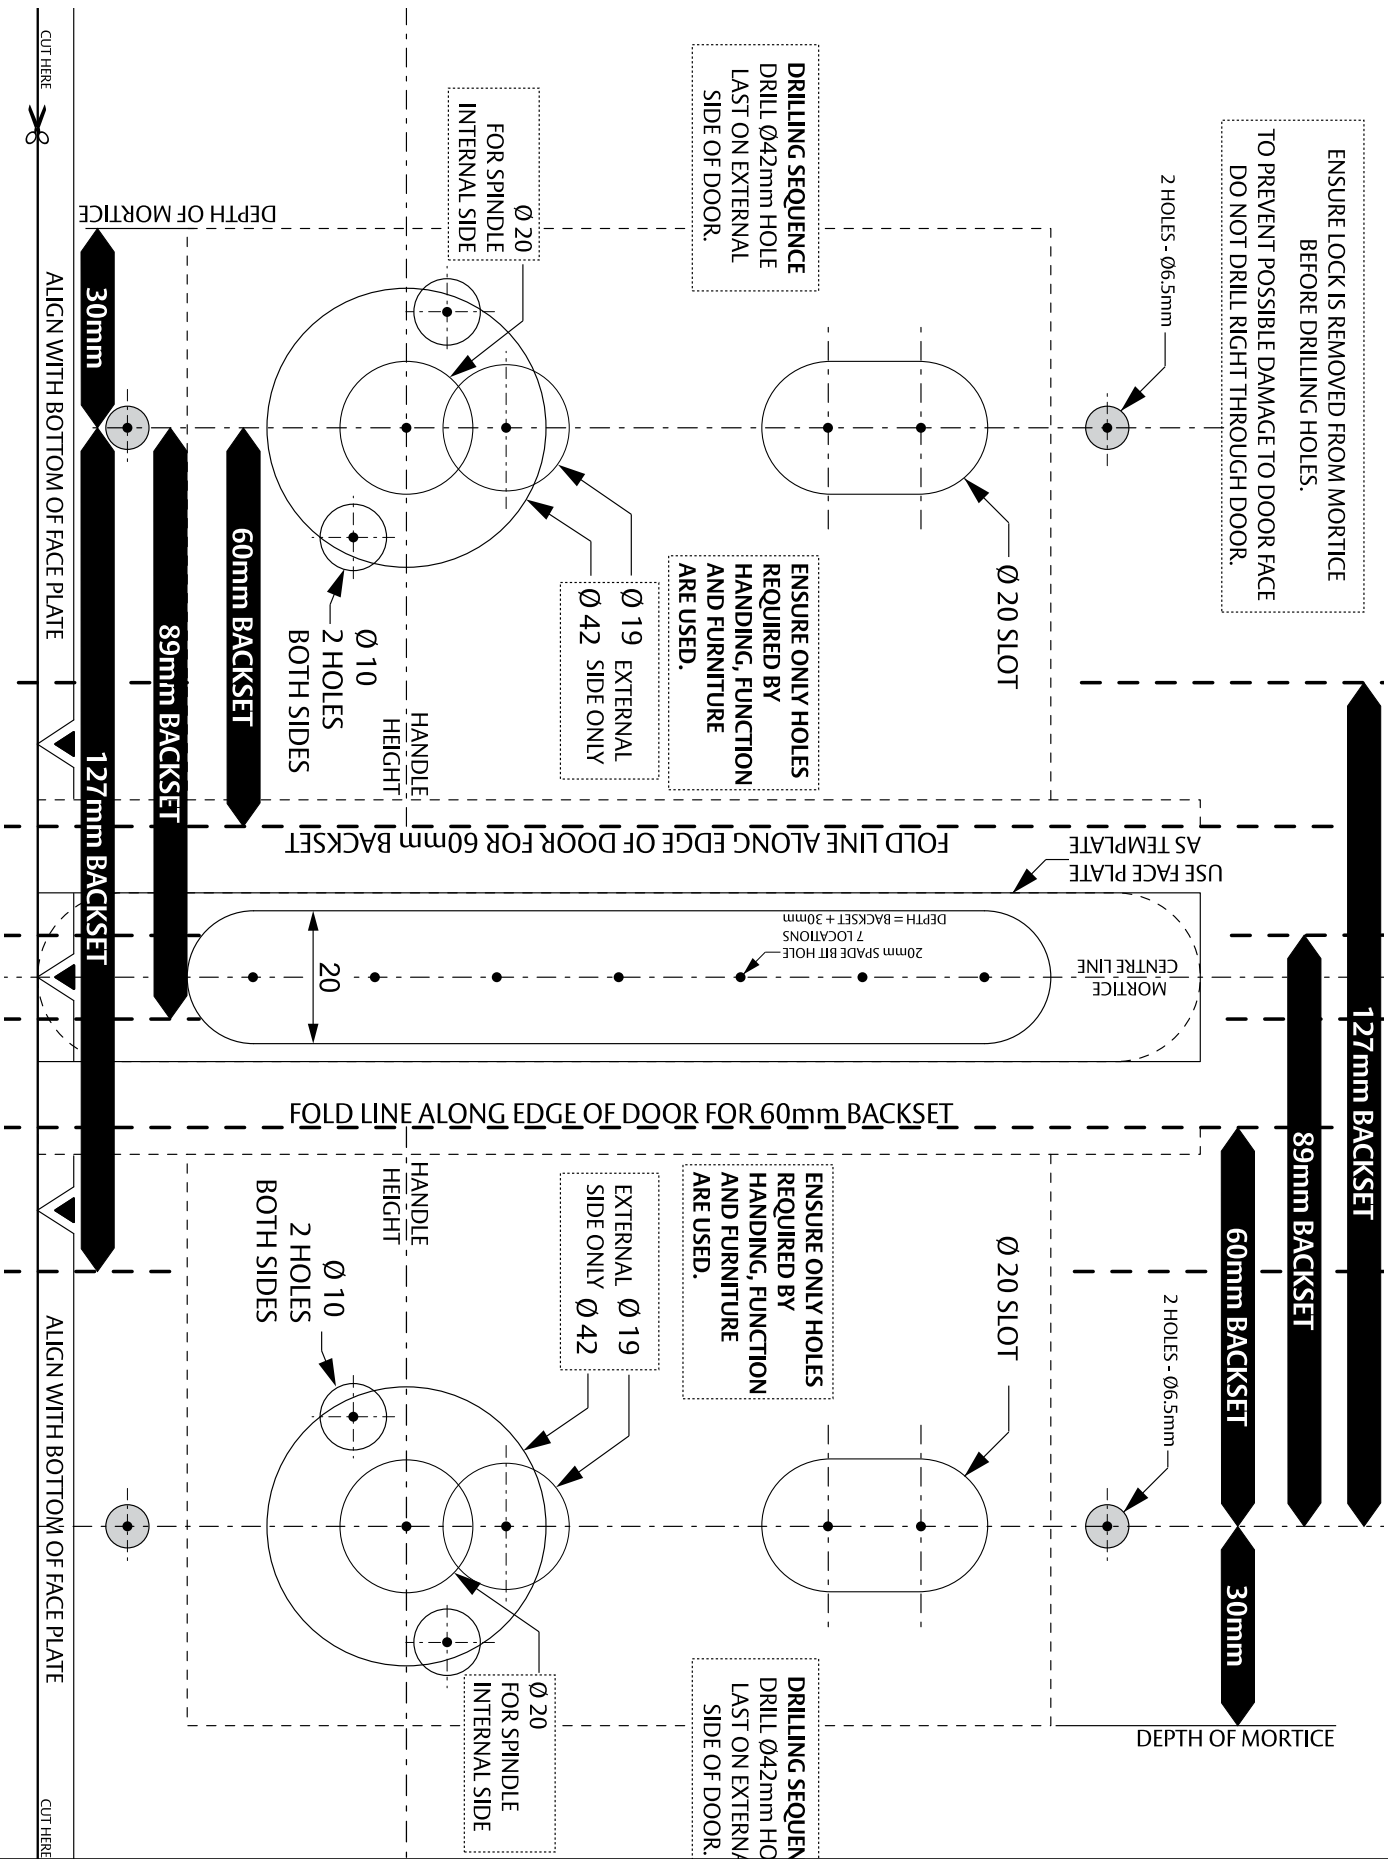 ENSURE LOCK IS REMOVED FROM MORTICE
BEFORE DRILLING HOLES.
TO PREVENT POSSIBLE DAMAGE TO DOOR FACE
DO NOT DRILL RIGHT THROUGH DOOR.
2 HOLES - Ø6.5mm
DRILLING SEQUENCE
DRILL Ø42mm HOLE
LAST ON EXTERNAL
SIDE OF DOOR.
Ø 20
FOR SPINDLE
INTERNAL SIDE
DEPTH OF MORTICE
CUT HERE
ALIGN WITH BOTTOM OF FACE PLATE
30mm
127mm BACKSET
89mm BACKSET
60mm BACKSET
Ø 20 SLOT
ENSURE ONLY HOLES
REQUIRED BY
HANDING, FUNCTION
AND FURNITURE
ARE USED.
Ø 19 EXTERNAL
Ø 42 SIDE ONLY
Ø 10
2 HOLES
BOTH SIDES
HANDLE
HEIGHT
FOLD LINE ALONG EDGE OF DOOR FOR 60mm BACKSET
USE FACE PLATE
AS TEMPLATE
20mm SPADE BIT HOLE
7 LOCATIONS
DEPTH = BACKSET + 30mm
MORTICE
CENTRE LINE
20
FOLD LINE ALONG EDGE OF DOOR FOR 60mm BACKSET
127mm BACKSET
89mm BACKSET
60mm BACKSET
30mm
DEPTH OF MORTICE
2 HOLES - Ø6.5mm
Ø 20 SLOT
ENSURE ONLY HOLES
REQUIRED BY
HANDING, FUNCTION
AND FURNITURE
ARE USED.
EXTERNAL Ø 19
SIDE ONLY Ø 42
HANDLE
HEIGHT
Ø 10
2 HOLES
BOTH SIDES
Ø 20
FOR SPINDLE
INTERNAL SIDE
DRILLING SEQUEN
DRILL Ø42mm HO
LAST ON EXTERNA
SIDE OF DOOR.
ALIGN WITH BOTTOM OF FACE PLATE
CUT HERE